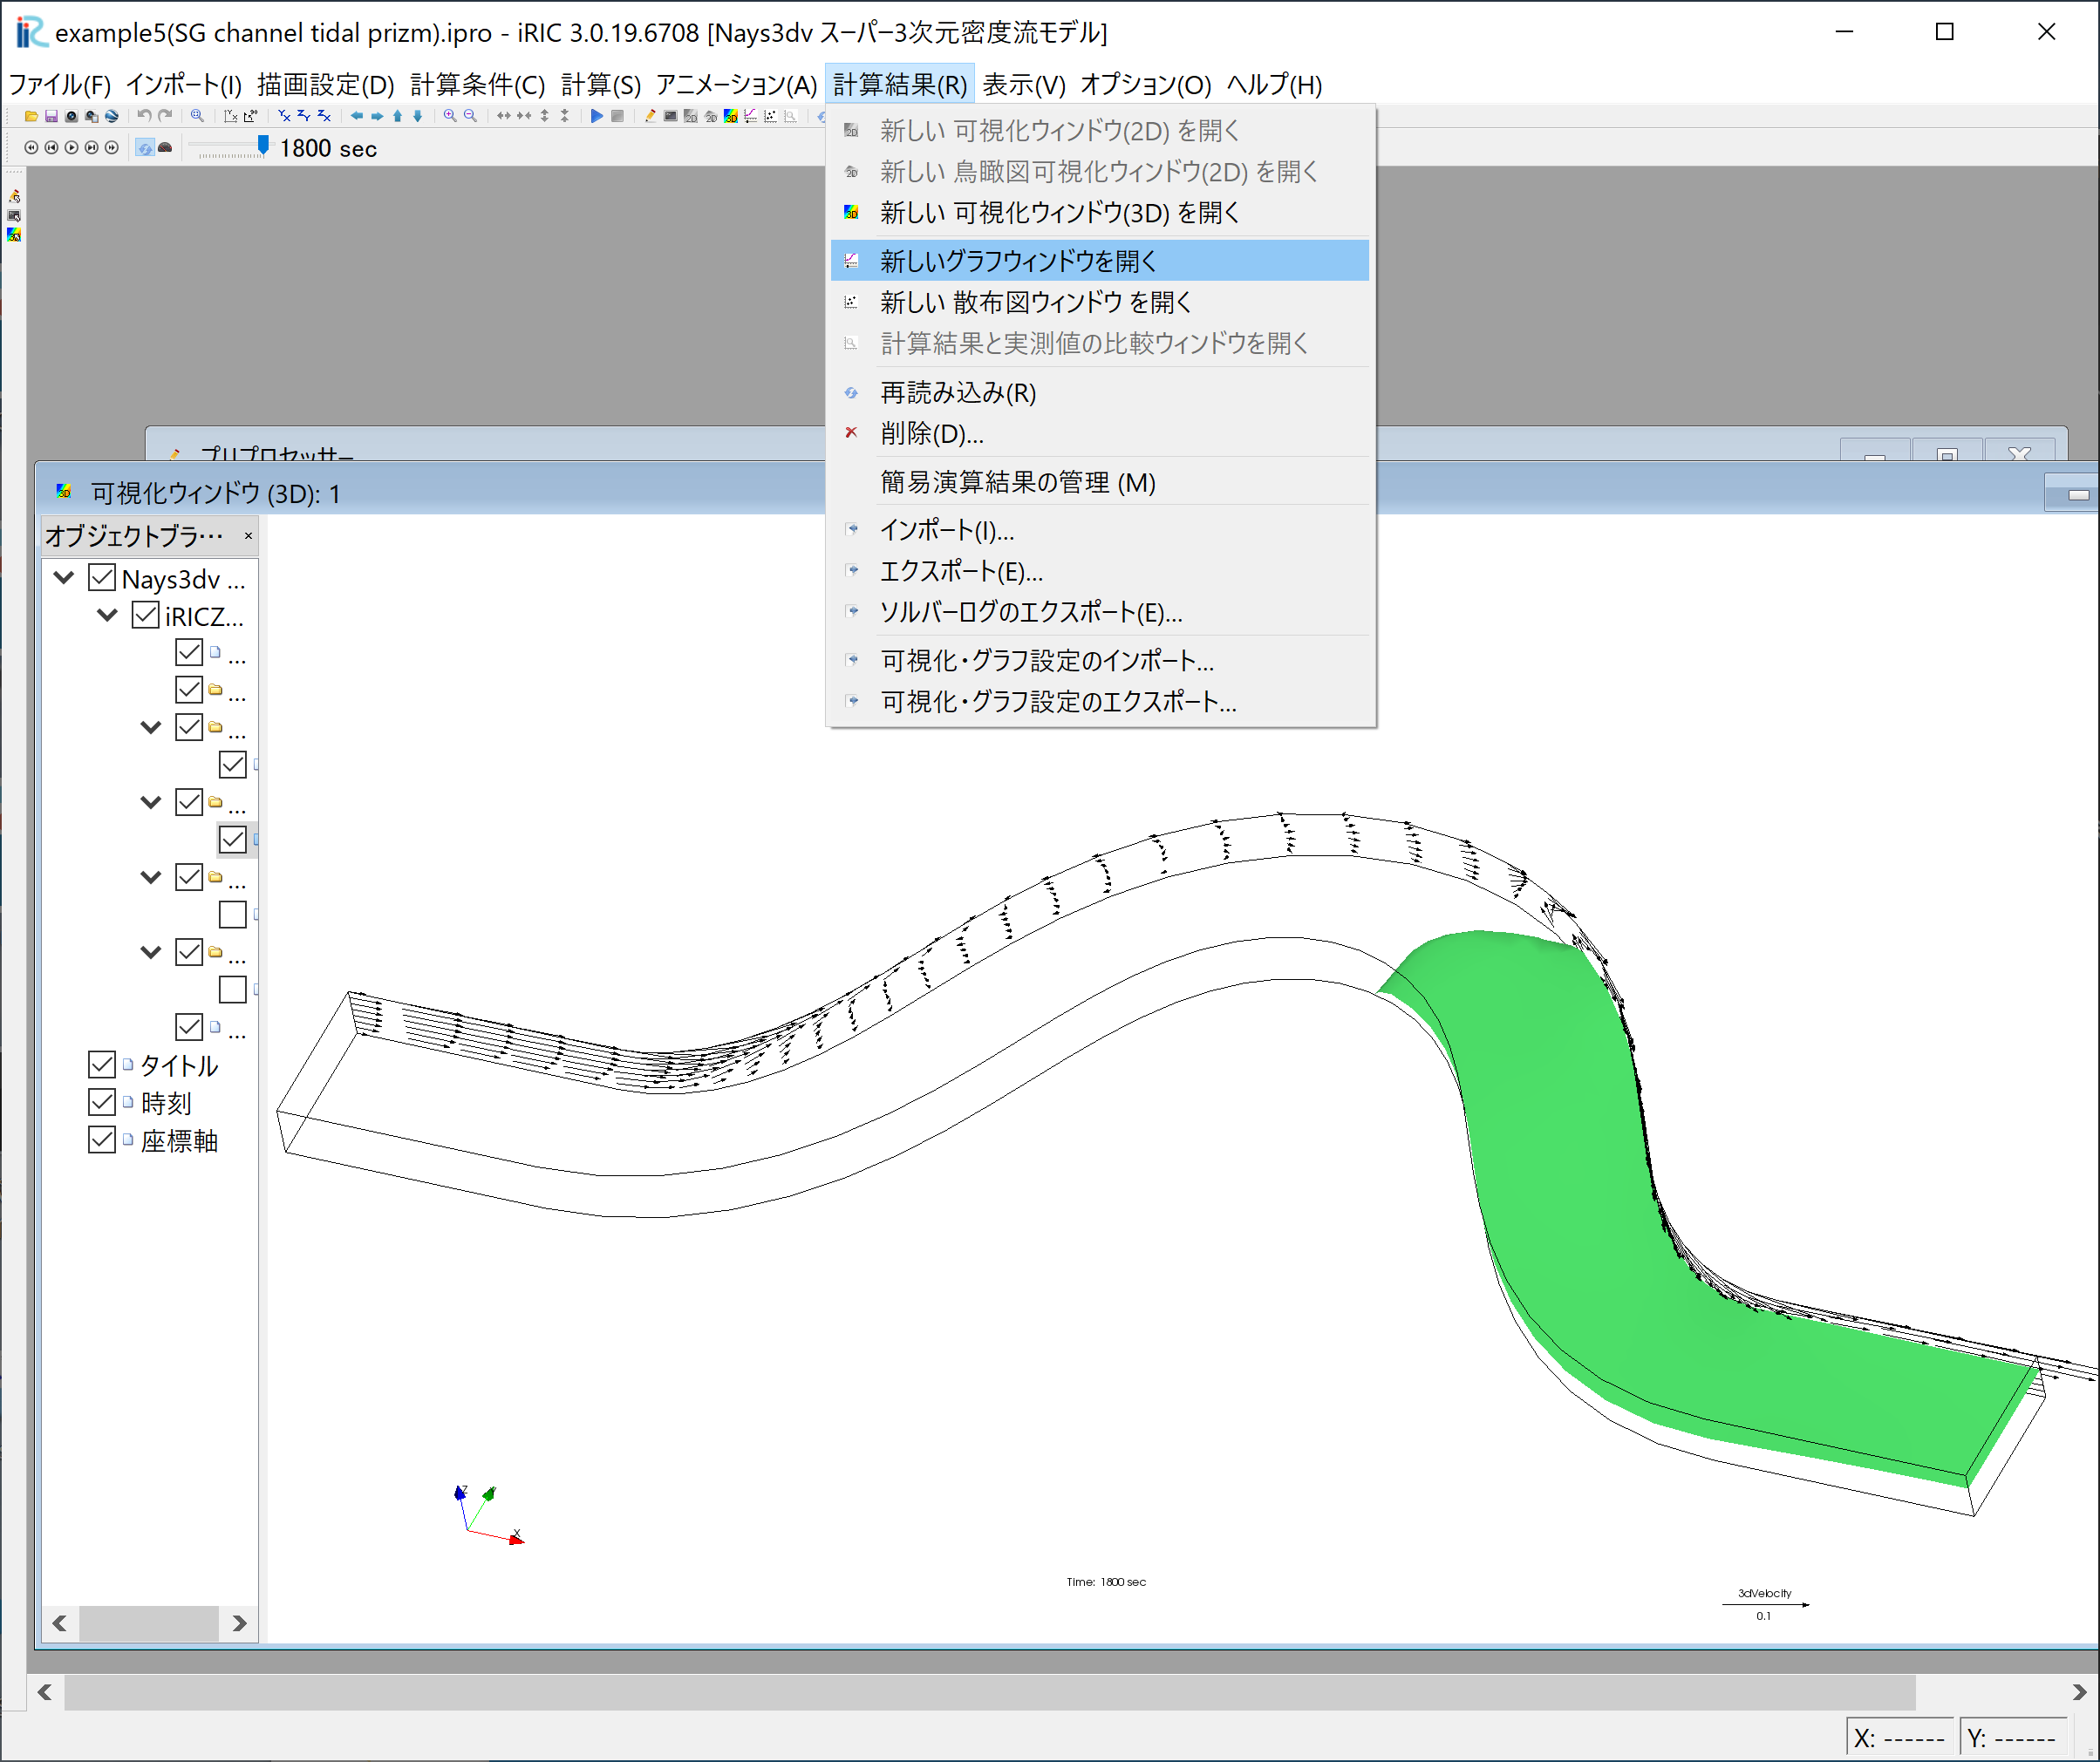 example5(SG channel tidal prizm).ipro - iRIC 3.0.19.6708 [Nays3dv スーパー3次元密度流モデル]
ファイル(F) インポート(I) 描画設定(D) 計算条件(C) 計算(S) アニメーション(A) 計算結果(R) 表示(V) オプション(O) ヘルプ(H)
1800 sec
新しい 可視化ウィンドウ(2D) を開く
新しい 鳥瞰図可視化ウィンドウ(2D) を開く
新しい 可視化ウィンドウ(3D) を開く
新しいグラフウィンドウを開く
新しい 散布図ウィンドウ を開く
計算結果と実測値の比較ウィンドウを開く
再読み込み(R)
削除(D)...
簡易演算結果の管理 (M)
インポート(I)...
エクスポート(E)...
ソルバーログのエクスポート(E)...
可視化・グラフ設定のインポート...
可視化・グラフ設定のエクスポート...
プリプロセッサー
可視化ウィンドウ (3D): 1
オブジェクトブラ…
Nays3dv ...
iRICZ...
...
...
...
...
...
...
...
タイトル
時刻
座標軸
Z
X
Time: 1800 sec
3dVelocity
0.1
X: ------ Y: ------